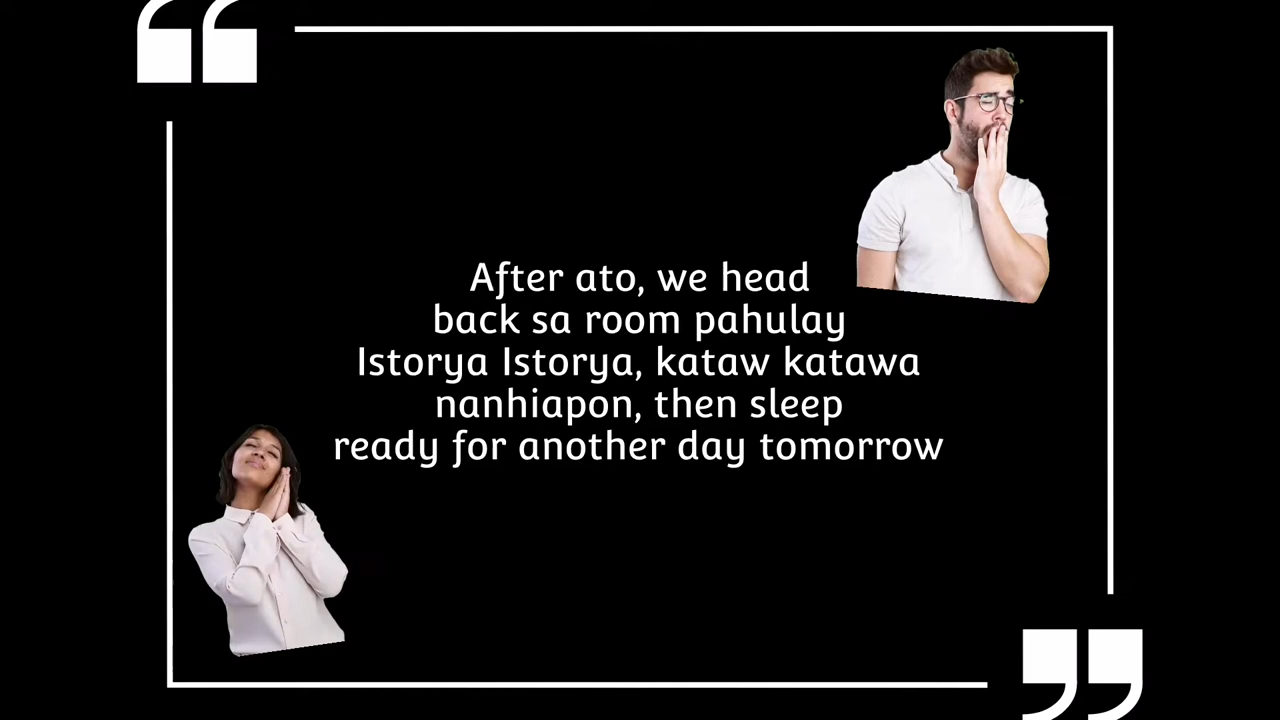 After ato, we head
back sa room pahulay
Istorya Istorya, kataw katawa
nanhiapon, then sleep
ready for another day tomorrow